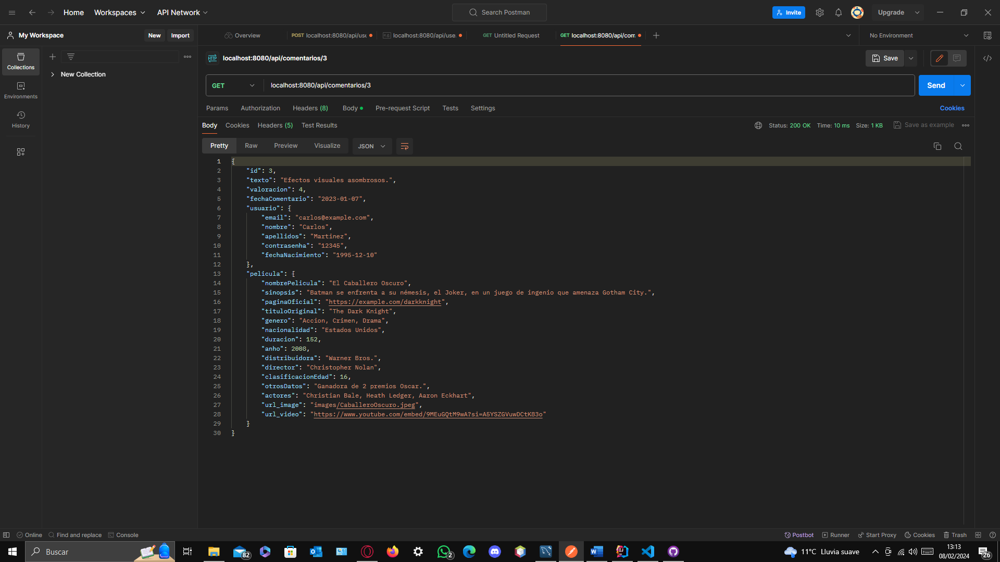 Home
Workspaces
API Network
Search Postman
Invite
Upgrade
My Workspace
New
Import
Overview
POST localhost:8080/api/use
localhost:8080/api/use.
GET Untitled Request
GET localhost:8080/api/com
No Environment
Collections
New Collection
HTTP localhost:8080/api/comentarios/3
Save
Environments
GET
localhost:8080/api/comentarios/3
Send
History
Params
Authorization
Headers (8)
Body
Pre-request Script
Tests
Settings
Cookies
Body
Cookies
Headers (5)
Test Results
Status: 200 OK
Time: 10 ms
Size: 1 KB
Save as example
Pretty
Raw
Preview
Visualize
JSON
1 {
2 "id": 3,
3 "texto": "Efectos visuales asombrosos.",
4 "valoracion": 4,
5 "fechaComentario": "2023-01-07",
6 "usuario": {
7 "email": "carlos@example.com",
8 "nombre": "Carlos",
9 "apellidos": "Martinez",
10 "contrasenha": "12345",
11 "fechaNacimiento": "1995-12-10"
12 },
13 "pelicula": {
14 "nombrePelicula": "El Caballero Oscuro",
15 "sinopsis": "Batman se enfrenta a su némesis, el Joker, en un juego de ingenio que amenaza Gotham City.",
16 "paginaOficial": "https://example.com/darkknight",
17 "tituloOriginal": "The Dark Knight",
18 "genero": "Accion, Crimen, Drama",
19 "nacionalidad": "Estados Unidos",
20 "duracion": 152,
21 "anho": 2008,
22 "distribuidora": "Warner Bros.",
23 "director": "Christopher Nolan",
24 "clasificacionEdad": 16,
25 "otrosDatos": "Ganadora de 2 premios Oscar.",
26 "actores": "Christian Bale, Heath Ledger, Aaron Eckhart",
27 "url_image": "images/CaballeroOscuro.jpeg",
28 "url_video": "https://www.youtube.com/embed/9MEuGQtM9wA?si=A5YSZGVuwDCtK83o"
29 }
30 }
Online
Find and replace
Console
Postbot
Runner
Start Proxy
Cookies
Trash
Buscar
82
2
11°C Lluvia suave
13:13
08/02/2024
26